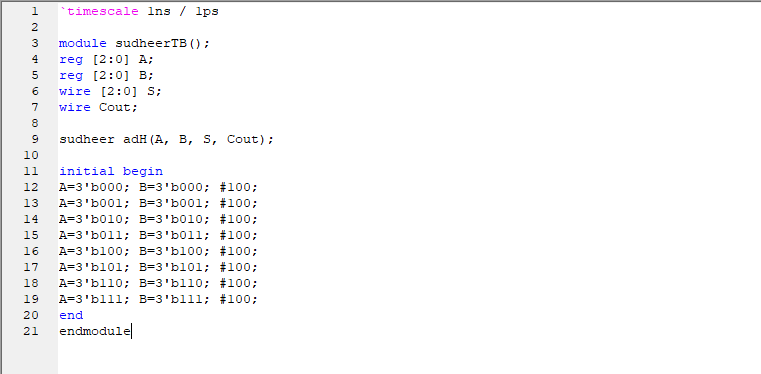 1 `timescale 1ns / 1ps
2
3 module sudheerTB();
4 reg [2:0] A;
5 reg [2:0] B;
6 wire [2:0] S;
7 wire Cout;
8
9 sudheer adH(A, B, S, Cout);
10
11 initial begin
12 A=3'b000; B=3'b000; #100;
13 A=3'b001; B=3'b001; #100;
14 A=3'b010; B=3'b010; #100;
15 A=3'b011; B=3'b011; #100;
16 A=3'b100; B=3'b100; #100;
17 A=3'b101; B=3'b101; #100;
18 A=3'b110; B=3'b110; #100;
19 A=3'b111; B=3'b111; #100;
20 end
21 endmodule